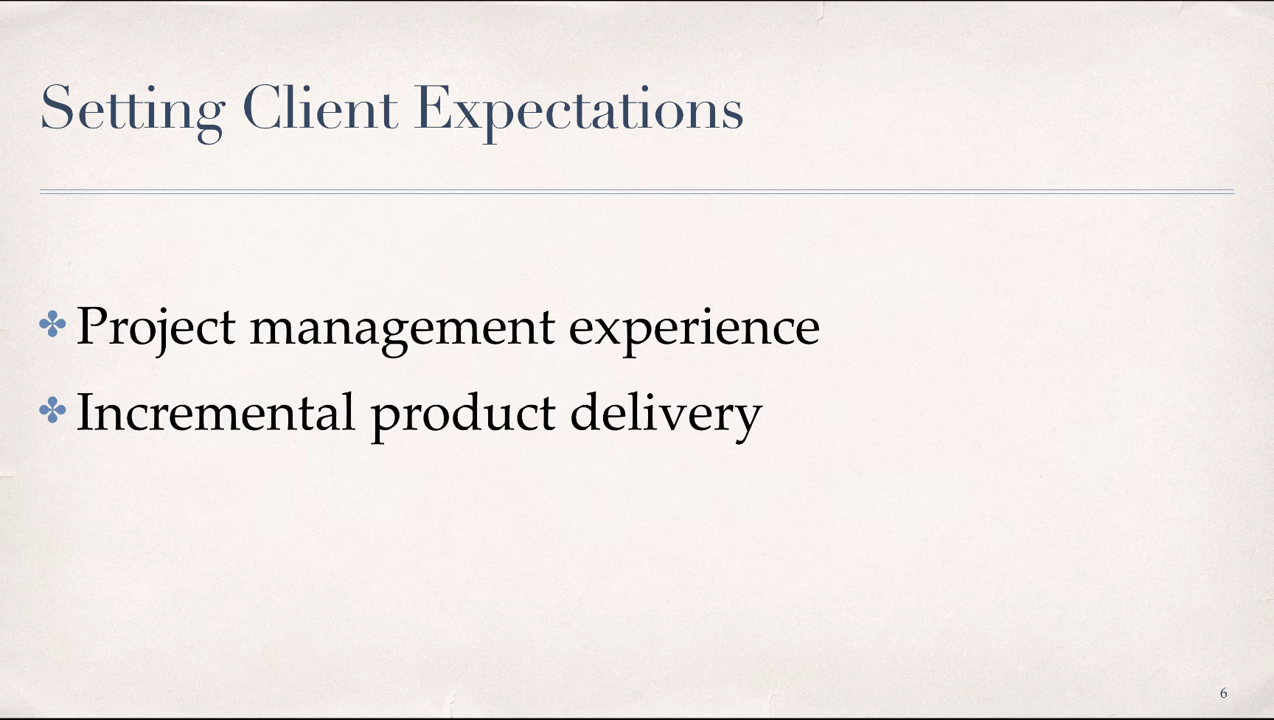 Setting Client Expectations
✤ Project management experience
✤ Incremental product delivery
6